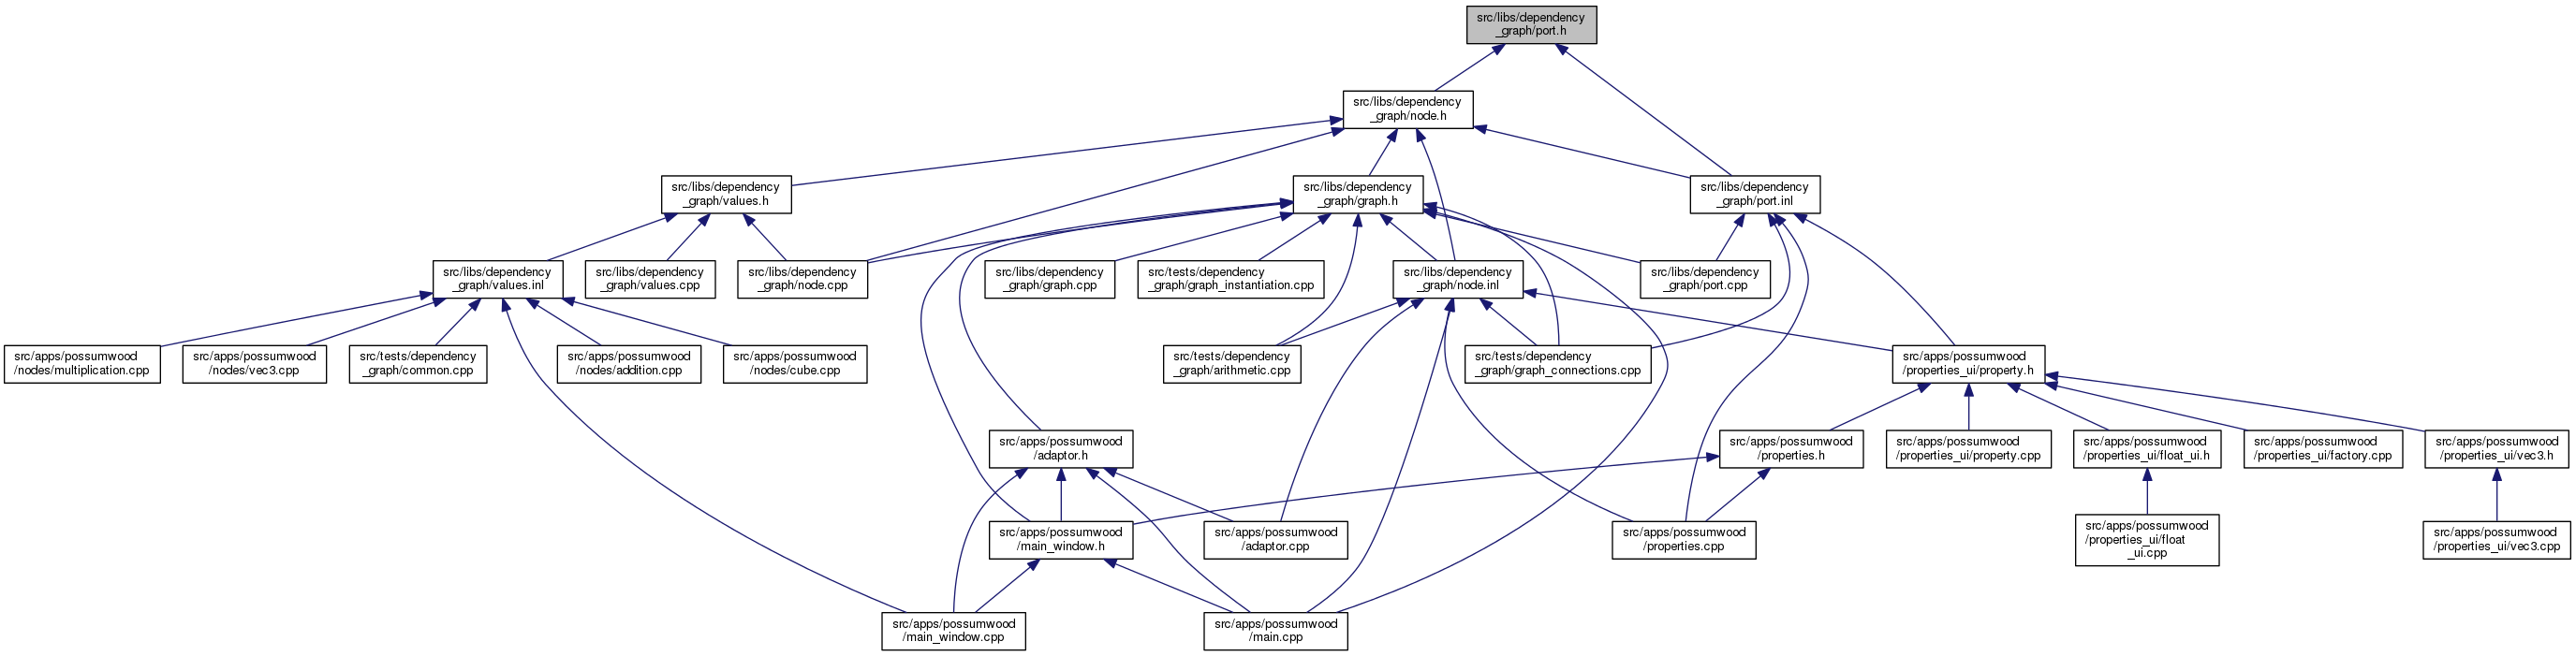 src/libs/dependency
_graph/port.h
src/libs/dependency
_graph/node.h
src/libs/dependency
_graph/values.h
src/libs/dependency
_graph/graph.h
src/libs/dependency
_graph/port.inl
src/libs/dependency
_graph/values.inl
src/libs/dependency
_graph/values.cpp
src/libs/dependency
_graph/node.cpp
src/libs/dependency
_graph/graph.cpp
src/tests/dependency
_graph/graph_instantiation.cpp
src/libs/dependency
_graph/node.inl
src/libs/dependency
_graph/port.cpp
src/apps/possumwood
/nodes/multiplication.cpp
src/apps/possumwood
/nodes/vec3.cpp
src/tests/dependency
_graph/common.cpp
src/apps/possumwood
/nodes/addition.cpp
src/apps/possumwood
/nodes/cube.cpp
src/tests/dependency
_graph/arithmetic.cpp
src/tests/dependency
_graph/graph_connections.cpp
src/apps/possumwood
/properties_ui/property.h
src/apps/possumwood
/adaptor.h
src/apps/possumwood
/properties.h
src/apps/possumwood
/properties_ui/property.cpp
src/apps/possumwood
/properties_ui/float_ui.h
src/apps/possumwood
/properties_ui/factory.cpp
src/apps/possumwood
/properties_ui/vec3.h
src/apps/possumwood
/main_window.h
src/apps/possumwood
/adaptor.cpp
src/apps/possumwood
/properties.cpp
src/apps/possumwood
/properties_ui/float
_ui.cpp
src/apps/possumwood
/properties_ui/vec3.cpp
src/apps/possumwood
/main_window.cpp
src/apps/possumwood
/main.cpp